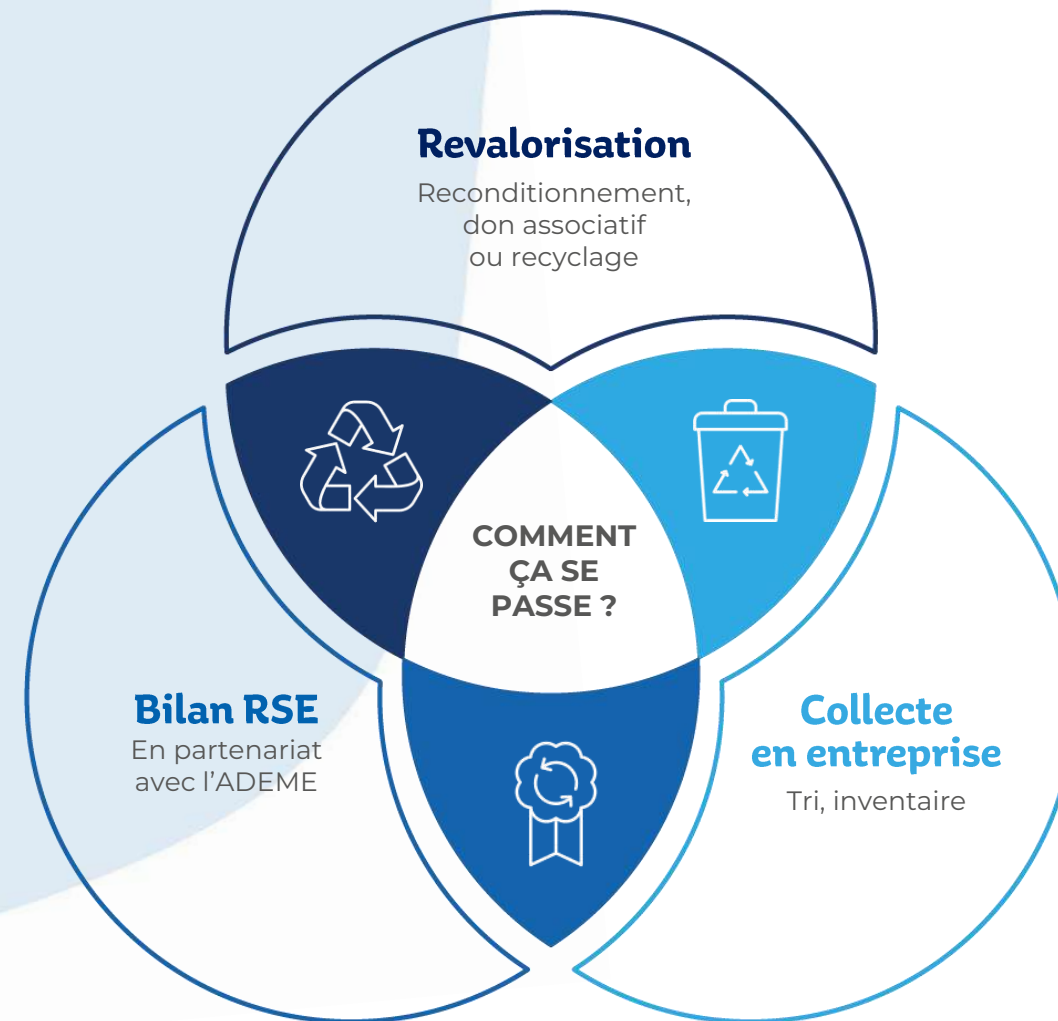 Revalorisation
Reconditionnement,
don associatif
ou recyclage
COMMENT
ÇA SE
PASSE ?
Bilan RSE
En partenariat
avec l’ADEME
Collecte
en entreprise
Tri, inventaire